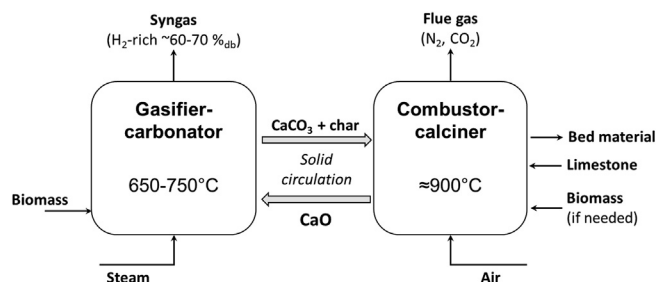 Syngas
(H₂-rich ~60-70 %db)
Flue gas
(N₂, CO₂)
Gasifier-
carbonator
650-750°C
CaCO₃ + char
Solid
circulation
CaO
Combustor-
calciner
≈900°C
Bed material
Limestone
Biomass
(if needed)
Biomass
Steam
Air